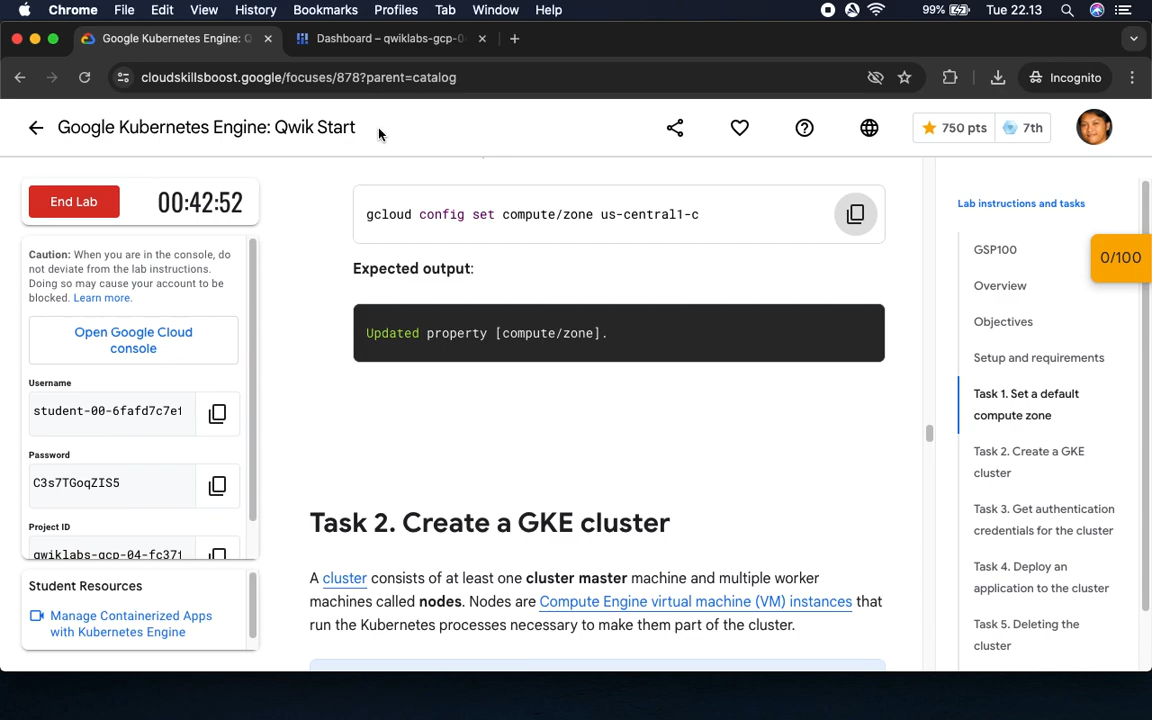 Chrome File Edit View History Bookmarks Profiles Tab Window Help 99% Tue 22.13
Google Kubernetes Engine: Q
Dashboard – qwiklabs-gcp-0
cloudskillsboost.google/focuses/878?parent=catalog
Incognito
Google Kubernetes Engine: Qwik Start
750 pts 7th
End Lab 00:42:52
Caution: When you are in the console, do
not deviate from the lab instructions.
Doing so may cause your account to be
blocked. Learn more.
Open Google Cloud
console
Username
student-00-6fafd7c7e
Password
C3s7TGoqZIS5
Project ID
qwiklabs-gcp-04-fc37
Student Resources
Manage Containerized Apps
with Kubernetes Engine
gcloud config set compute/zone us-central1-c
Expected output:
Updated property [compute/zone].
Task 2. Create a GKE cluster
A cluster consists of at least one cluster master machine and multiple worker
machines called nodes. Nodes are Compute Engine virtual machine (VM) instances that
run the Kubernetes processes necessary to make them part of the cluster.
Lab instructions and tasks
GSP100
0/100
Overview
Objectives
Setup and requirements
Task 1. Set a default
compute zone
Task 2. Create a GKE
cluster
Task 3. Get authentication
credentials for the cluster
Task 4. Deploy an
application to the cluster
Task 5. Deleting the
cluster